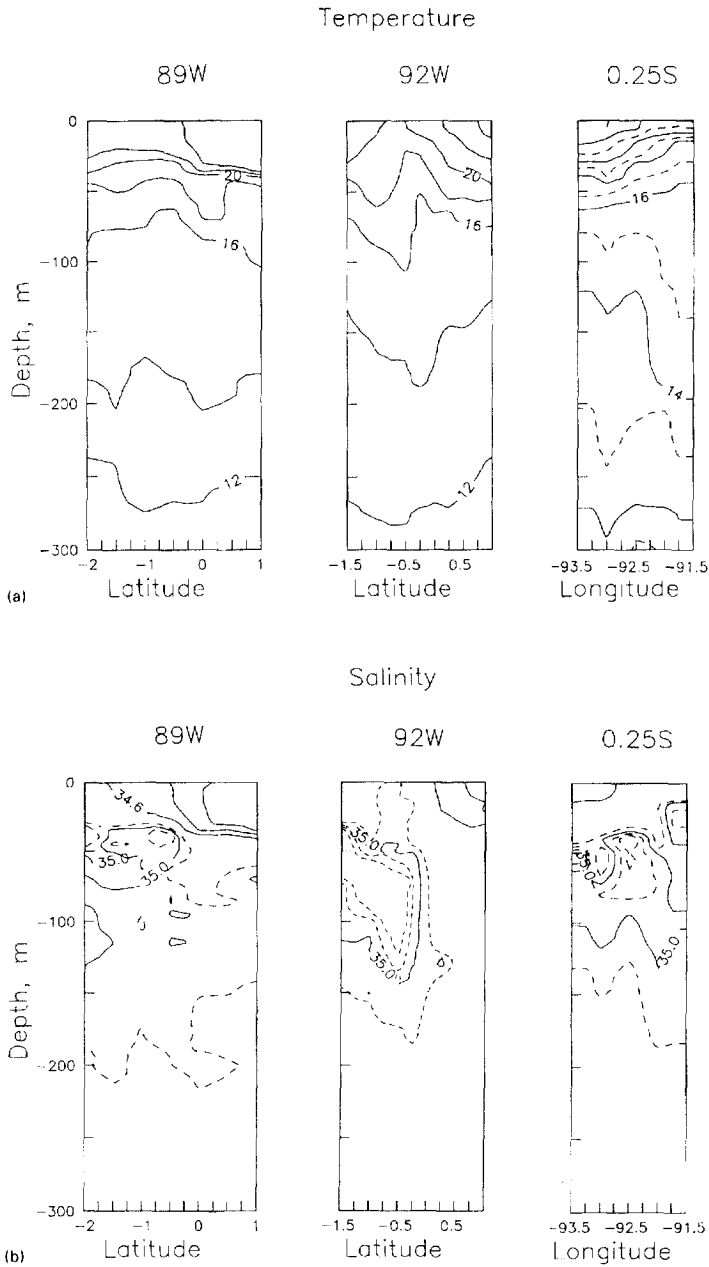 Temperature
89W 92W 0.25S
0
20 20
16 16 16
-100
Depth, m
14
-200
12 12
-300
-2 -1 0 1 -1.5 -0.5 0.5 -93.5 -92.5 -91.5
(a) Latitude Latitude Longitude
Salinity
89W 92W 0.25S
0
34.6
35.0 35.0
35.0 35.0
-100
35.0 35.0
Depth, m
-200
-300
-2 -1 0 1 -1.5 -0.5 0.5 -93.5 -92.5 -91.5
(b) Latitude Latitude Longitude